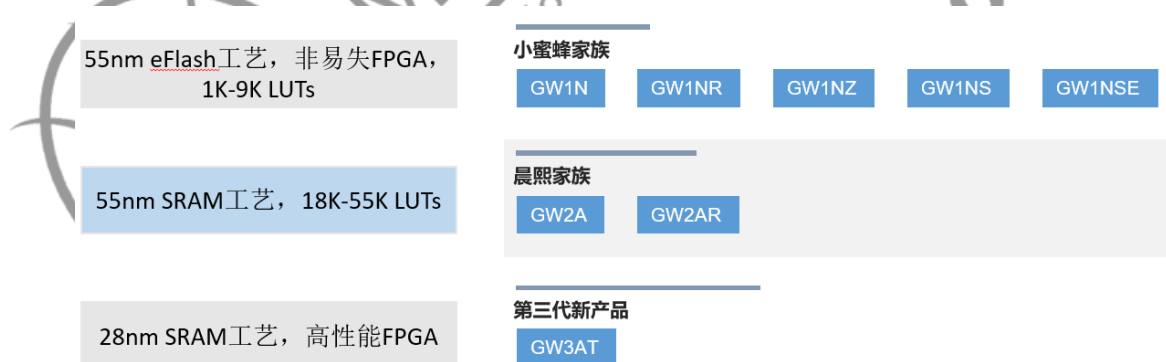 55nm eFlash工艺，非易失FPGA，
1K-9K LUTs
小蜜蜂家族
GW1N GW1NR GW1NZ GW1NS GW1NSE
55nm SRAM工艺，18K-55K LUTs
晨熙家族
GW2A GW2AR
28nm SRAM工艺，高性能FPGA
第三代新产品
GW3AT